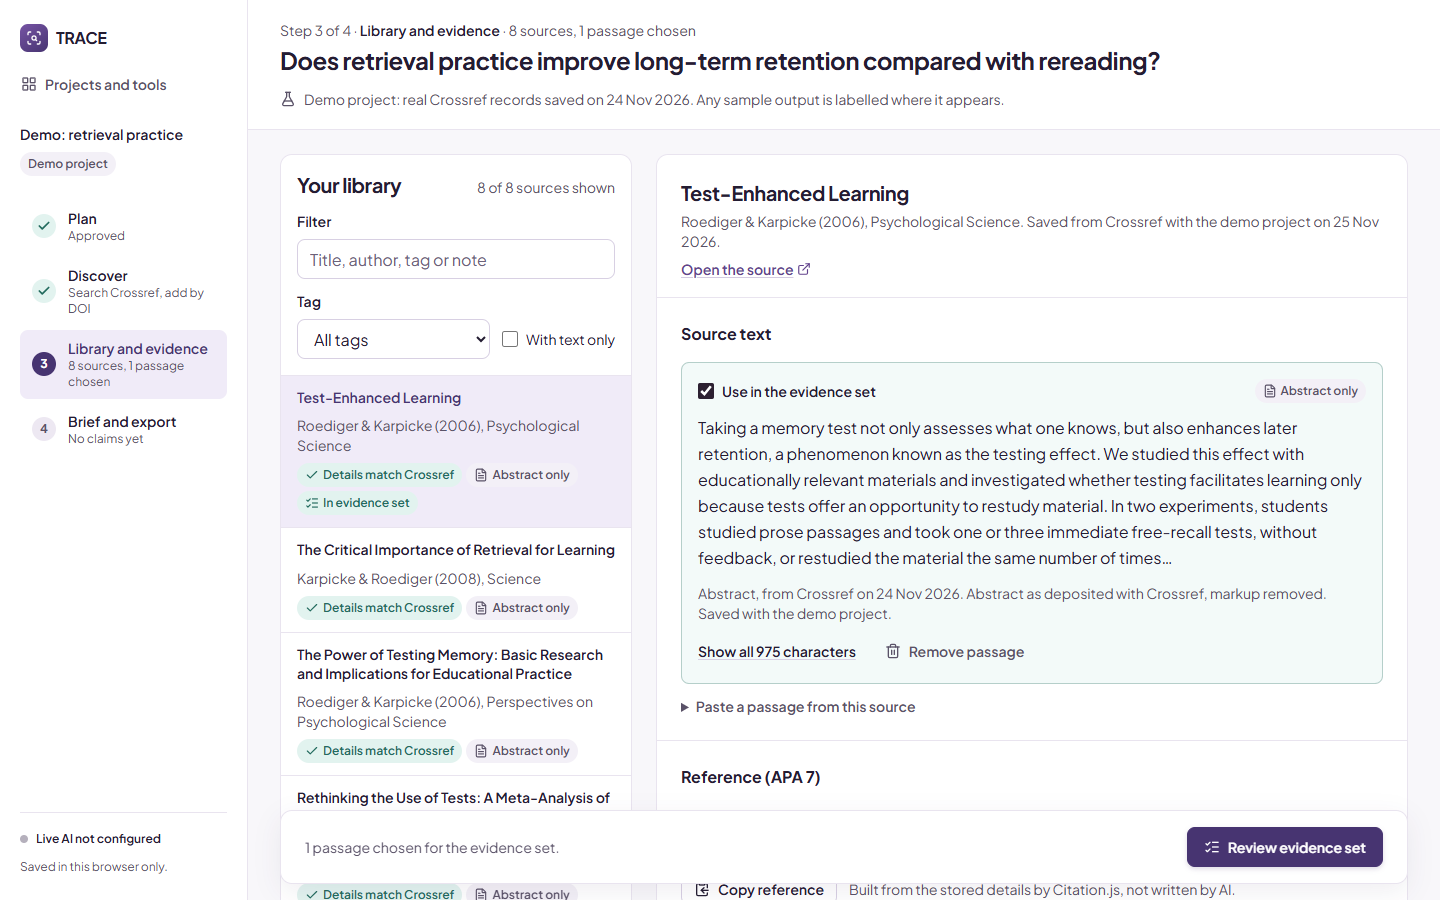 TRACE
Projects and tools
Demo: retrieval practice
Demo project
Plan
Approved
Discover
Search Crossref, add by
DOI
3
Library and evidence
8 sources, 1 passage
chosen
4
Brief and export
No claims yet
Live AI not configured
Saved in this browser only.
Step 3 of 4 · Library and evidence · 8 sources, 1 passage chosen
Does retrieval practice improve long-term retention compared with rereading?
Demo project: real Crossref records saved on 24 Nov 2026. Any sample output is labelled where it appears.
Your library
8 of 8 sources shown
Filter
Title, author, tag or note
Tag
All tags
With text only
Test-Enhanced Learning
Roediger & Karpicke (2006), Psychological
Science
Details match Crossref
Abstract only
In evidence set
The Critical Importance of Retrieval for Learning
Karpicke & Roediger (2008), Science
Details match Crossref
Abstract only
The Power of Testing Memory: Basic Research
and Implications for Educational Practice
Roediger & Karpicke (2006), Perspectives on
Psychological Science
Details match Crossref
Abstract only
Rethinking the Use of Tests: A Meta-Analysis of
Details match Crossref
Abstract only
Test-Enhanced Learning
Roediger & Karpicke (2006), Psychological Science. Saved from Crossref with the demo project on 25 Nov
2026.
Open the source
Source text
Use in the evidence set
Abstract only
Taking a memory test not only assesses what one knows, but also enhances later
retention, a phenomenon known as the testing effect. We studied this effect with
educationally relevant materials and investigated whether testing facilitates learning only
because tests offer an opportunity to restudy material. In two experiments, students
studied prose passages and took one or three immediate free-recall tests, without
feedback, or restudied the material the same number of times…
Abstract, from Crossref on 24 Nov 2026. Abstract as deposited with Crossref, markup removed.
Saved with the demo project.
Show all 975 characters
Remove passage
Paste a passage from this source
Reference (APA 7)
1 passage chosen for the evidence set.
Review evidence set
Copy reference
Built from the stored details by Citation.js, not written by AI.